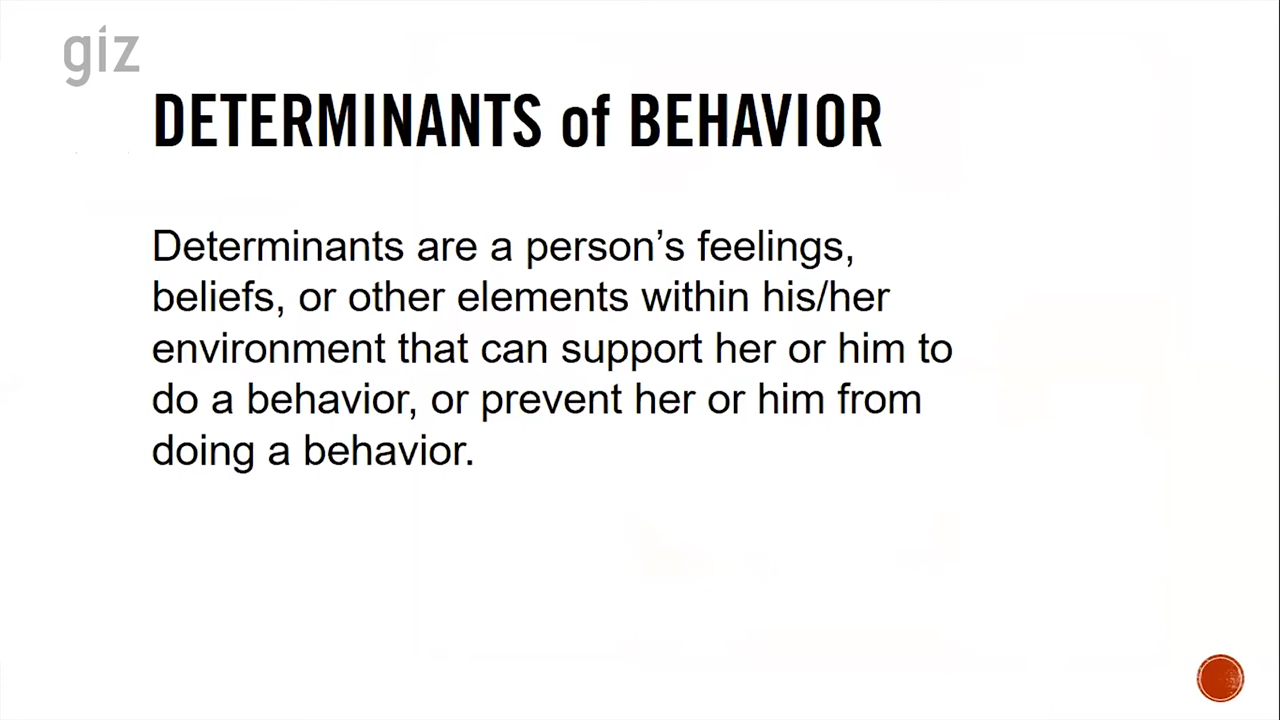 giz
DETERMINANTS of BEHAVIOR
Determinants are a person’s feelings,
beliefs, or other elements within his/her
environment that can support her or him to
do a behavior, or prevent her or him from
doing a behavior.